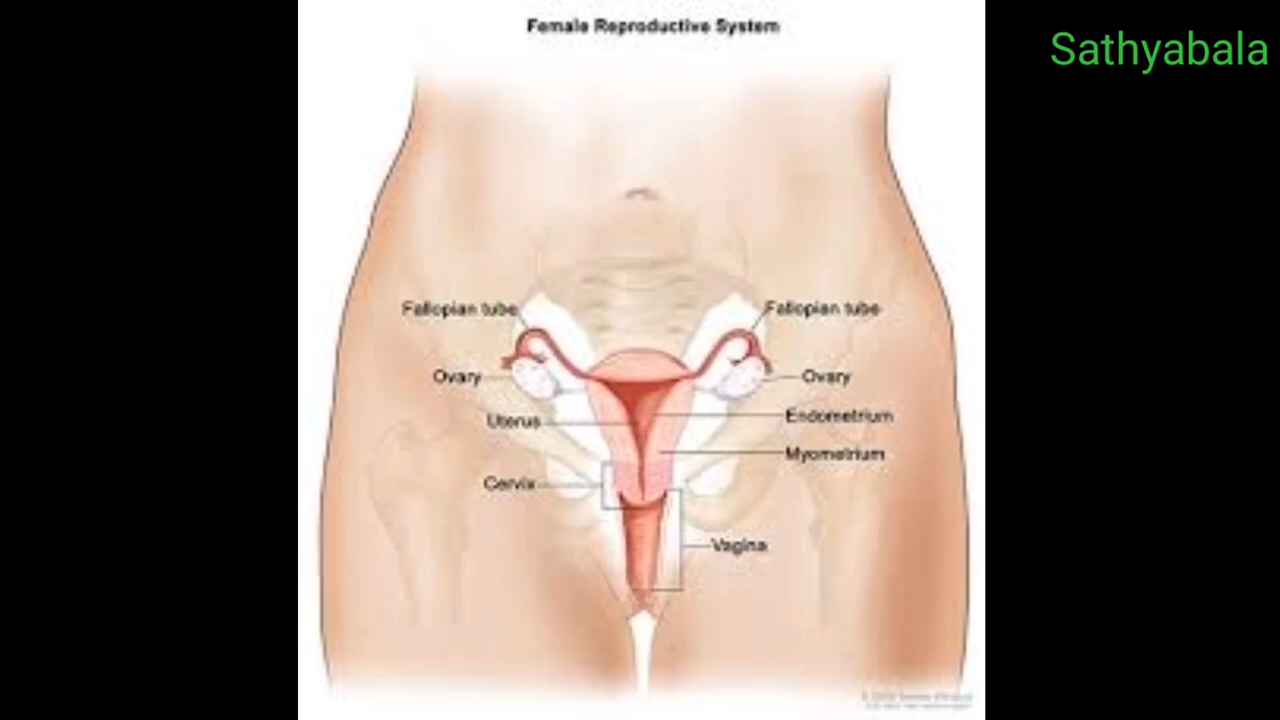 Female Reproductive System
Sathyabala
Fallopian tube
Fallopian tube
Ovary
Ovary
Uterus
Endometrium
Myometrium
Cervix
Vagina